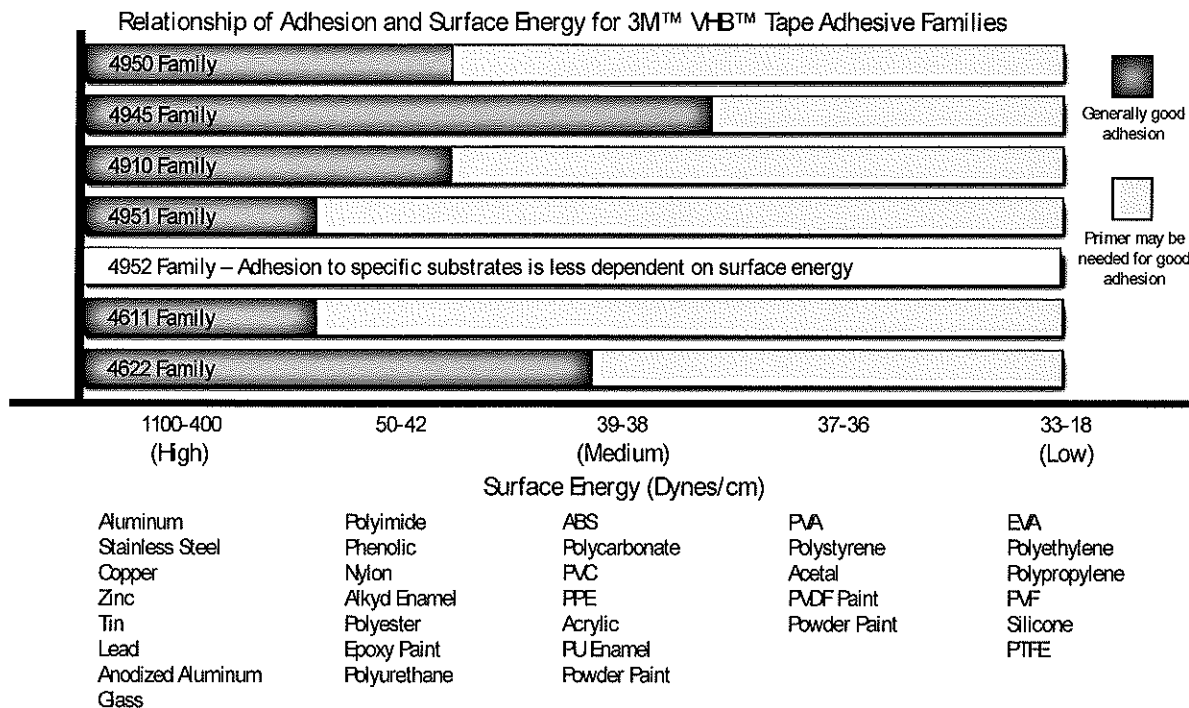 Relationship of Adhesion and Surface Energy for 3M™ VHB™ Tape Adhesive Families
4950 Family
4945 Family
4910 Family
4951 Family
4952 Family – Adhesion to specific substrates is less dependent on surface energy
4611 Family
4622 Family
Generally good
adhesion
Primer may be
needed for good
adhesion
1100-400
(High)
50-42
39-38
(Medium)
37-36
33-18
(Low)
Surface Energy (Dynes/cm)
Aluminum
Stainless Steel
Copper
Zinc
Tin
Lead
Anodized Aluminum
Glass
Polyimide
Phenolic
Nylon
Alkyd Enamel
Polyester
Epoxy Paint
Polyurethane
ABS
Polycarbonate
PVC
PPE
Acrylic
PU Enamel
Powder Paint
PVA
Polystyrene
Acetal
PVDF Paint
Powder Paint
EVA
Polyethylene
Polypropylene
PVF
Silicone
PTFE